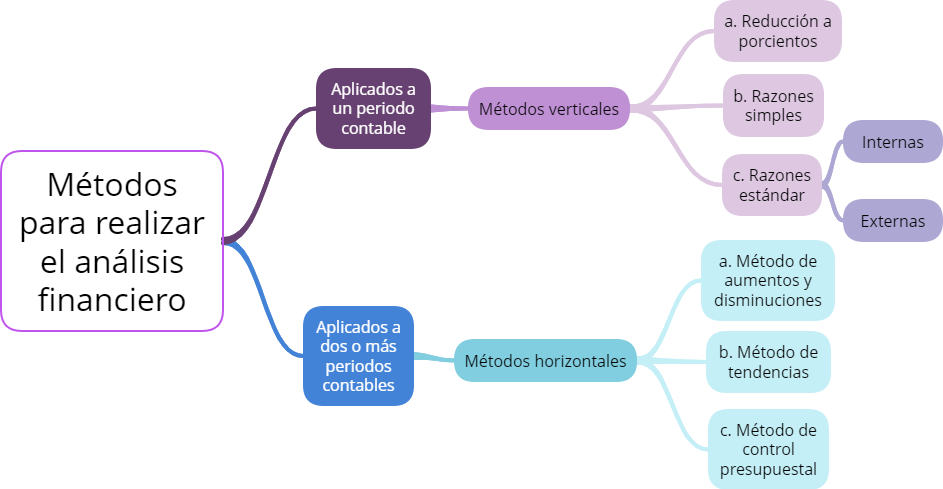 Métodos
para realizar
el análisis
financiero
Aplicados a
un periodo
contable
Métodos verticales
a. Reducción a
porcientos
b. Razones
simples
c. Razones
estándar
Internas
Externas
Aplicados a
dos o más
periodos
contables
Métodos horizontales
a. Método de
aumentos y
disminuciones
b. Método de
tendencias
c. Método de
control
presupuestal